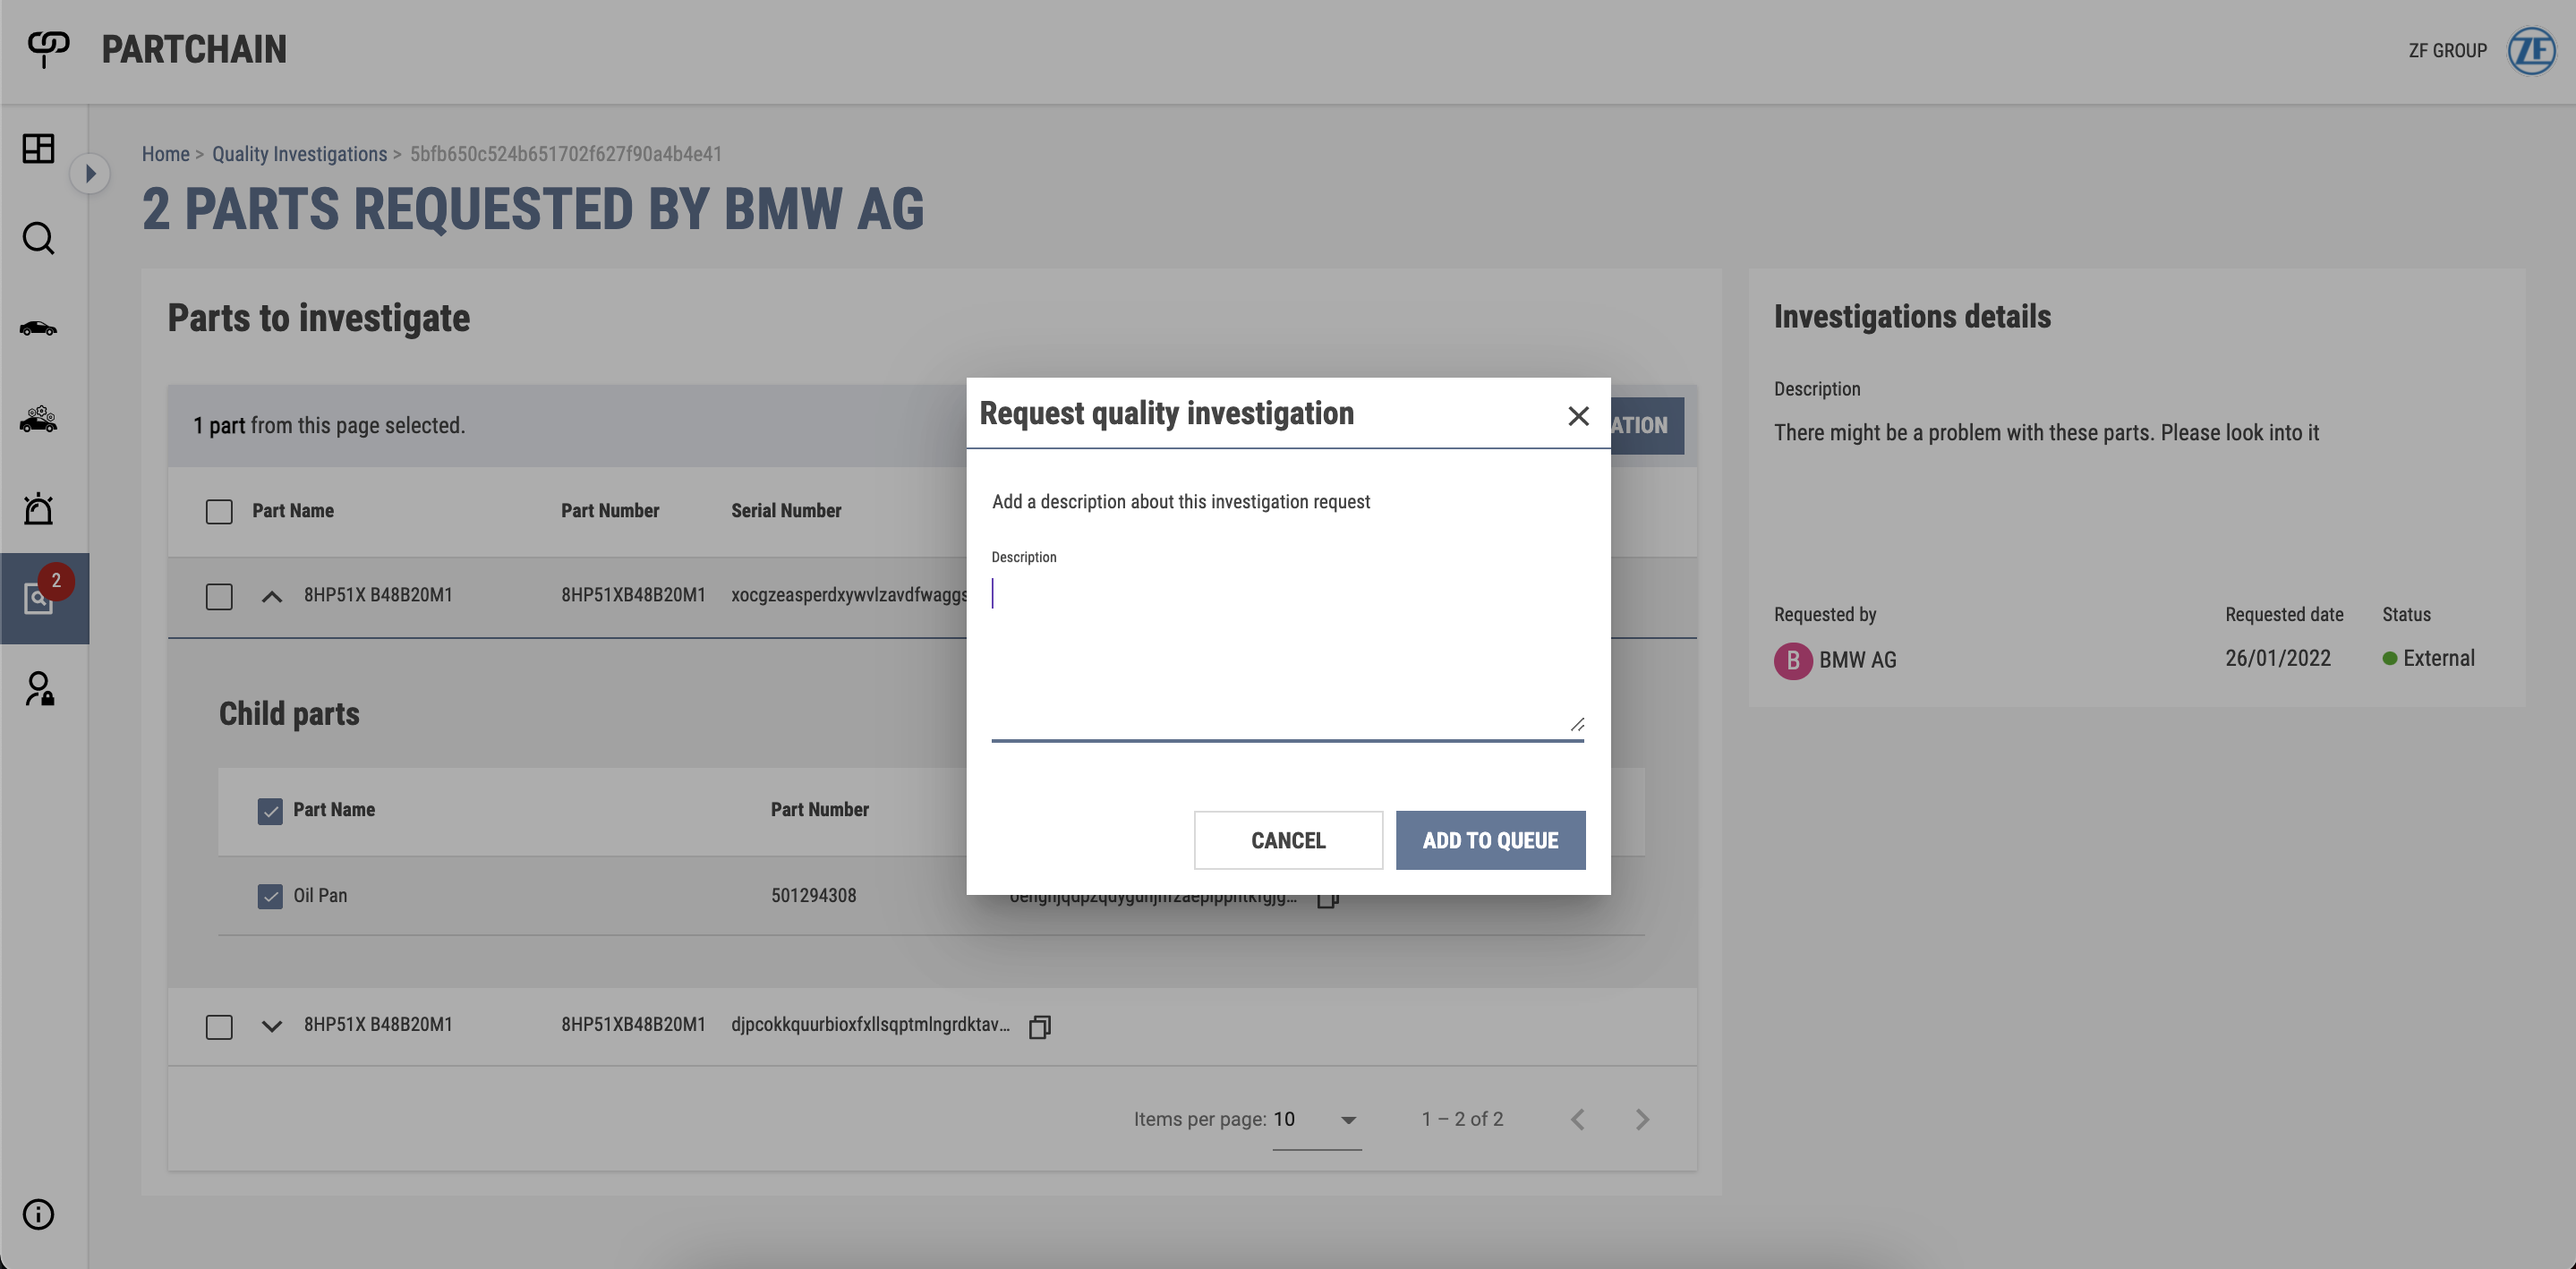 PARTCHAIN
ZF GROUP
ZF
Home > Quality Investigations > 5bfb650c524b651702f627f90a4b4e41
2 PARTS REQUESTED BY BMW AG
Parts to investigate
1 part from this page selected.
ATION
Part Name Part Number Serial Number
2
8HP51X B48B20M1 8HP51XB48B20M1 xocgzeasperdxywvlzavdfwaggs
Child parts
Part Name Part Number
Oil Pan 501294308
8HP51X B48B20M1 8HP51XB48B20M1 djpcokkquurbioxfxllsqptmlngrdktav...
Items per page: 10 1 – 2 of 2
Request quality investigation
Add a description about this investigation request
Description
CANCEL ADD TO QUEUE
Investigations details
Description
There might be a problem with these parts. Please look into it
Requested by Requested date Status
B BMW AG 26/01/2022 External